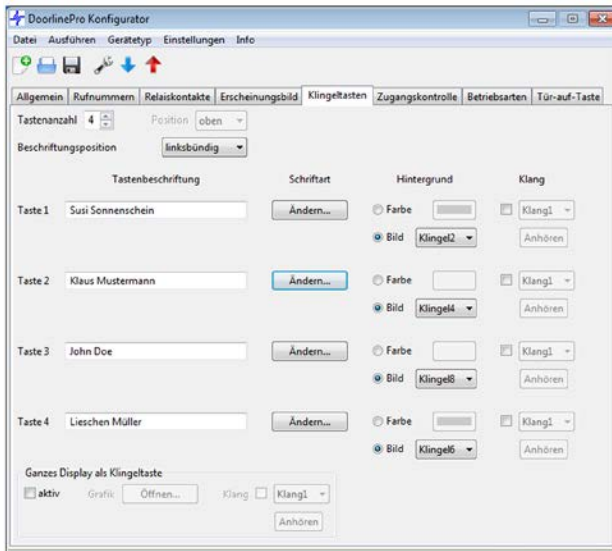 DoorlinePro Konfigurator
Datei Ausführen Gerätetyp Einstellungen Info
Allgemein Rufnummern Relaiskontakte Erscheinungsbild Klingeltasten Zugangskontrolle Betriebsarten Tür-auf-Taste
Tastenanzahl 4 Position oben
Beschriftungsposition linksbündig
Tastenbeschriftung Schriftart Hintergrund Klang
Taste 1 Susi Sonnenschein Ändern... Farbe Klang1
Bild Klingel2 Anhören
Taste 2 Klaus Mustermann Ändern... Farbe Klang1
Bild Klingel4 Anhören
Taste 3 John Doe Ändern... Farbe Klang1
Bild Klingel8 Anhören
Taste 4 Lieschen Müller Ändern... Farbe Klang1
Bild Klingel6 Anhören
Ganzes Display als Klingeltaste
aktiv Grafik Öffnen... Klang Klang1
Anhören